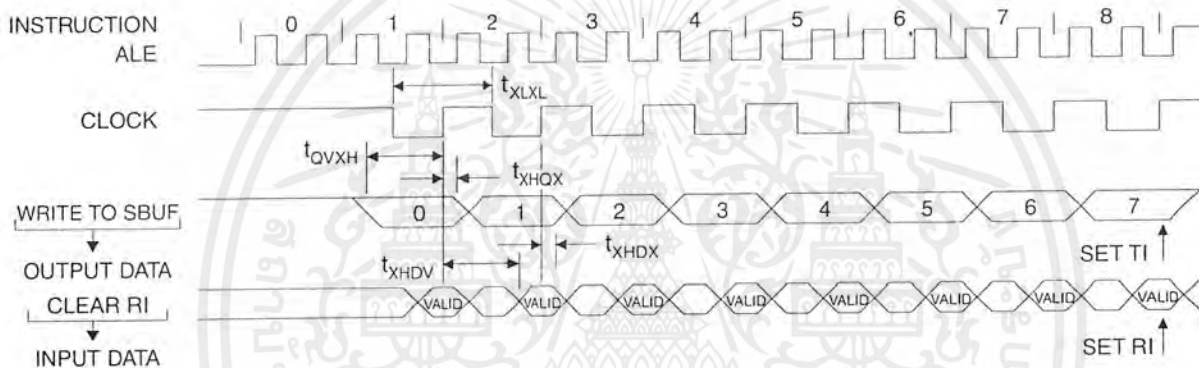 INSTRUCTION 0 1 2 3 4 5 6 7 8
ALE
tXLXL
CLOCK
tQVXH
tXHQX
WRITE TO SBUF 0 1 2 3 4 5 6 7
tXHDX
SET TI
OUTPUT DATA
tXHDV
CLEAR RI VALID VALID VALID VALID VALID VALID VALID VALID
SET RI
INPUT DATA